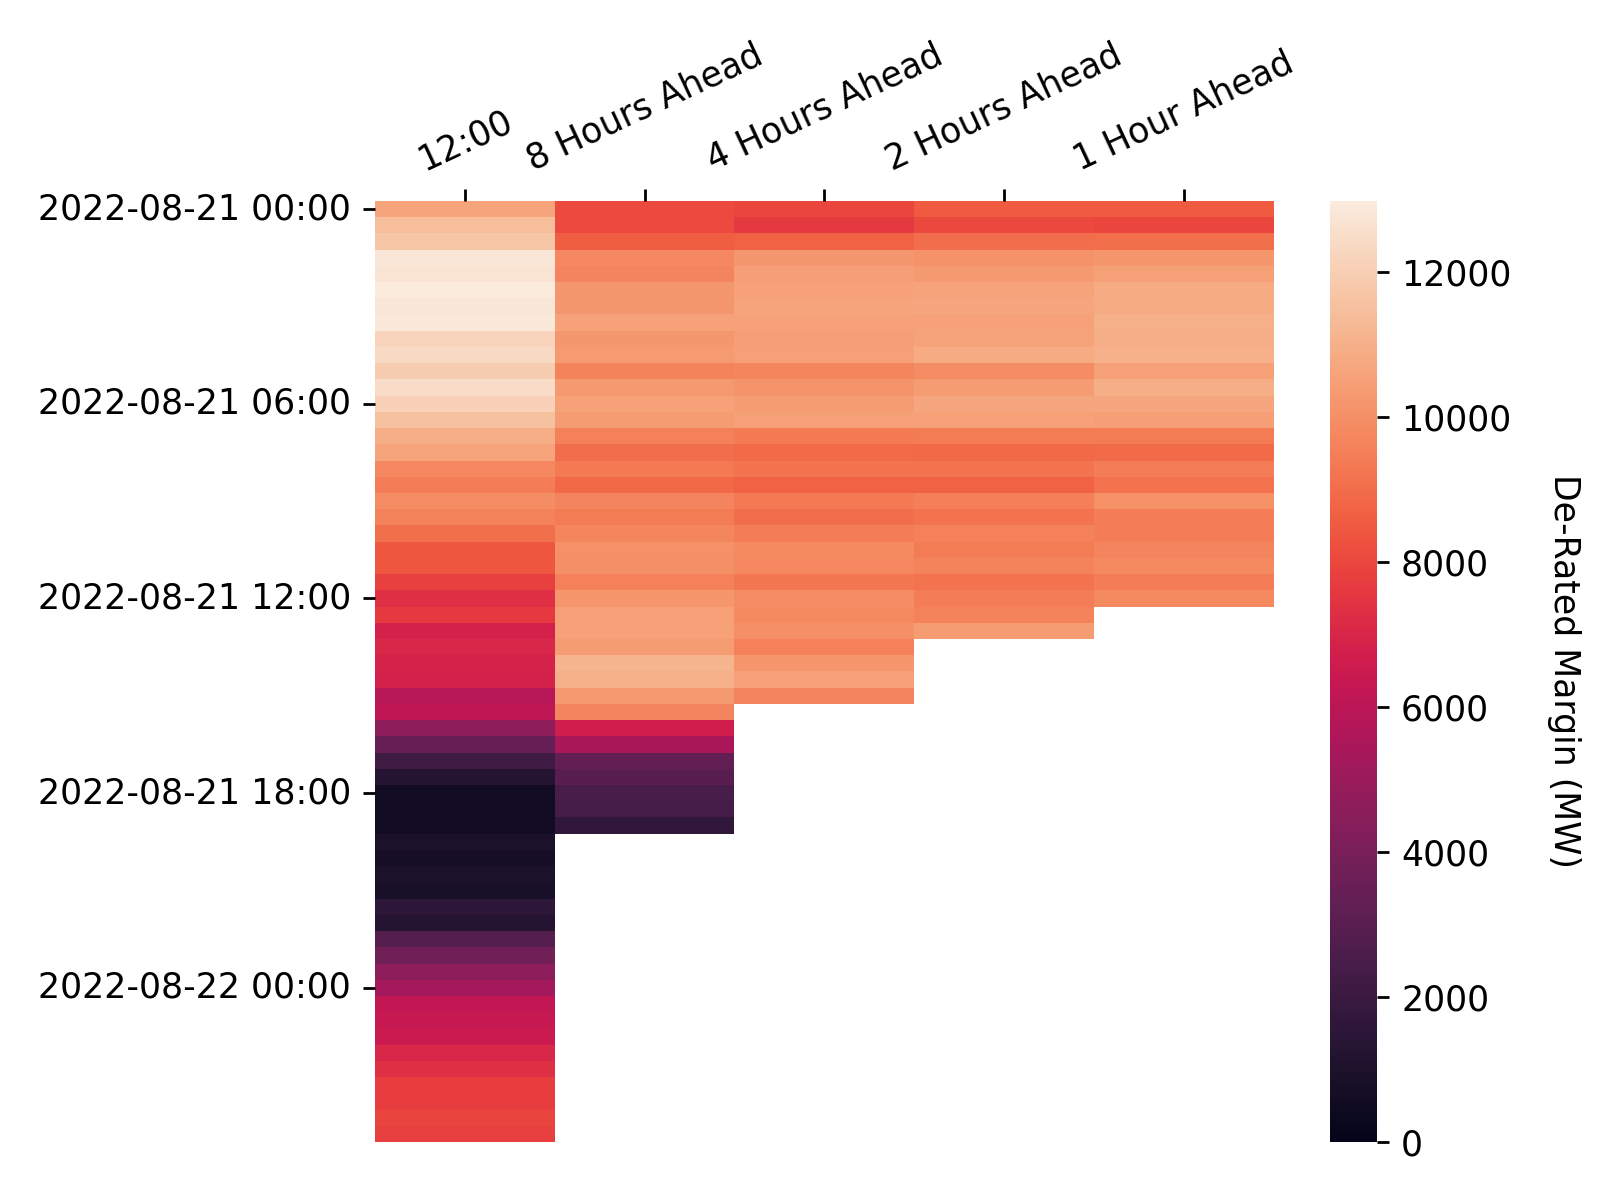 12:00
8 Hours Ahead
4 Hours Ahead
2 Hours Ahead
1 Hour Ahead
2022-08-21 00:00
2022-08-21 06:00
2022-08-21 12:00
2022-08-21 18:00
2022-08-22 00:00
12000
10000
8000
6000
4000
2000
0
De-Rated Margin (MW)